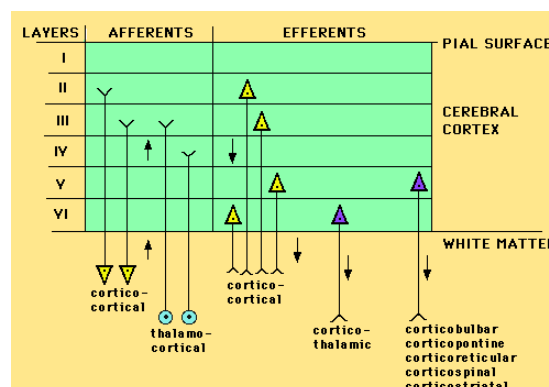 LAYERS AFFERENTS EFFERENTS
PIAL SURFACE
I
II
III
CEREBRAL
CORTEX
IV
V
VI
WHITE MATTER
cortico-
cortical
thalamo-
cortical
cortico-
cortical
cortico-
thalamic
corticobulbar
corticopontine
corticoreticular
corticospinal
corticostriatal